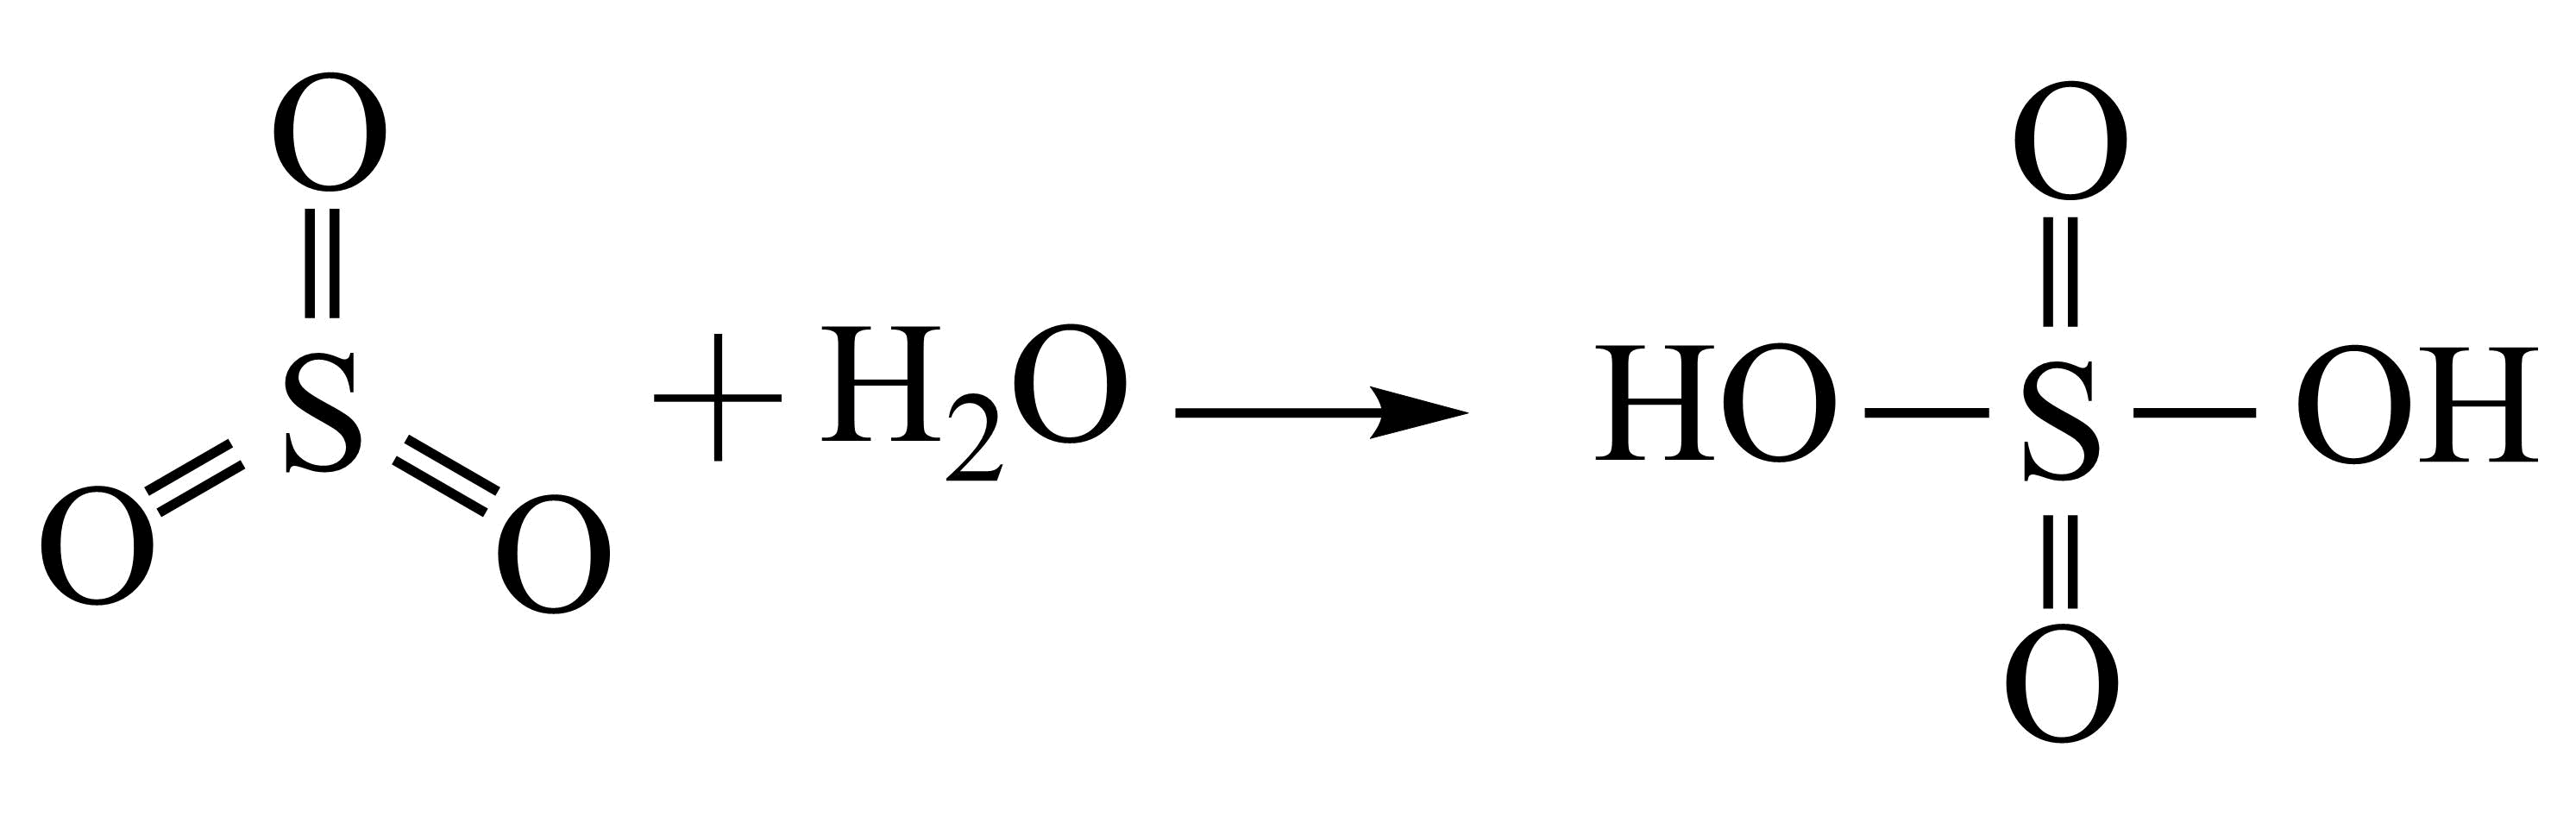 O O
S + H₂O → HO S OH
O O
O